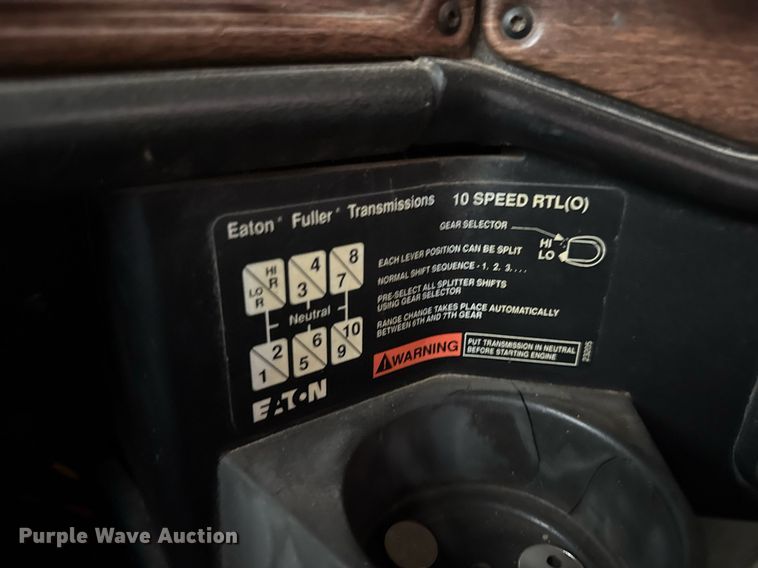 Eaton® Fuller® Transmissions 10 SPEED RTL(O)
GEAR SELECTOR
HI
LO
EACH LEVER POSITION CAN BE SPLIT
NORMAL SHIFT SEQUENCE - 1, 2, 3, . . .
PRE-SELECT ALL SPLITTER SHIFTS
USING GEAR SELECTOR
RANGE CHANGE TAKES PLACE AUTOMATICALLY
BETWEEN 6TH AND 7TH GEAR
HI R 4 8
LO R 3 7
Neutral
2 6 10
1 5 9
WARNING
PUT TRANSMISSION IN NEUTRAL
BEFORE STARTING ENGINE
EATON
Purple Wave Auction